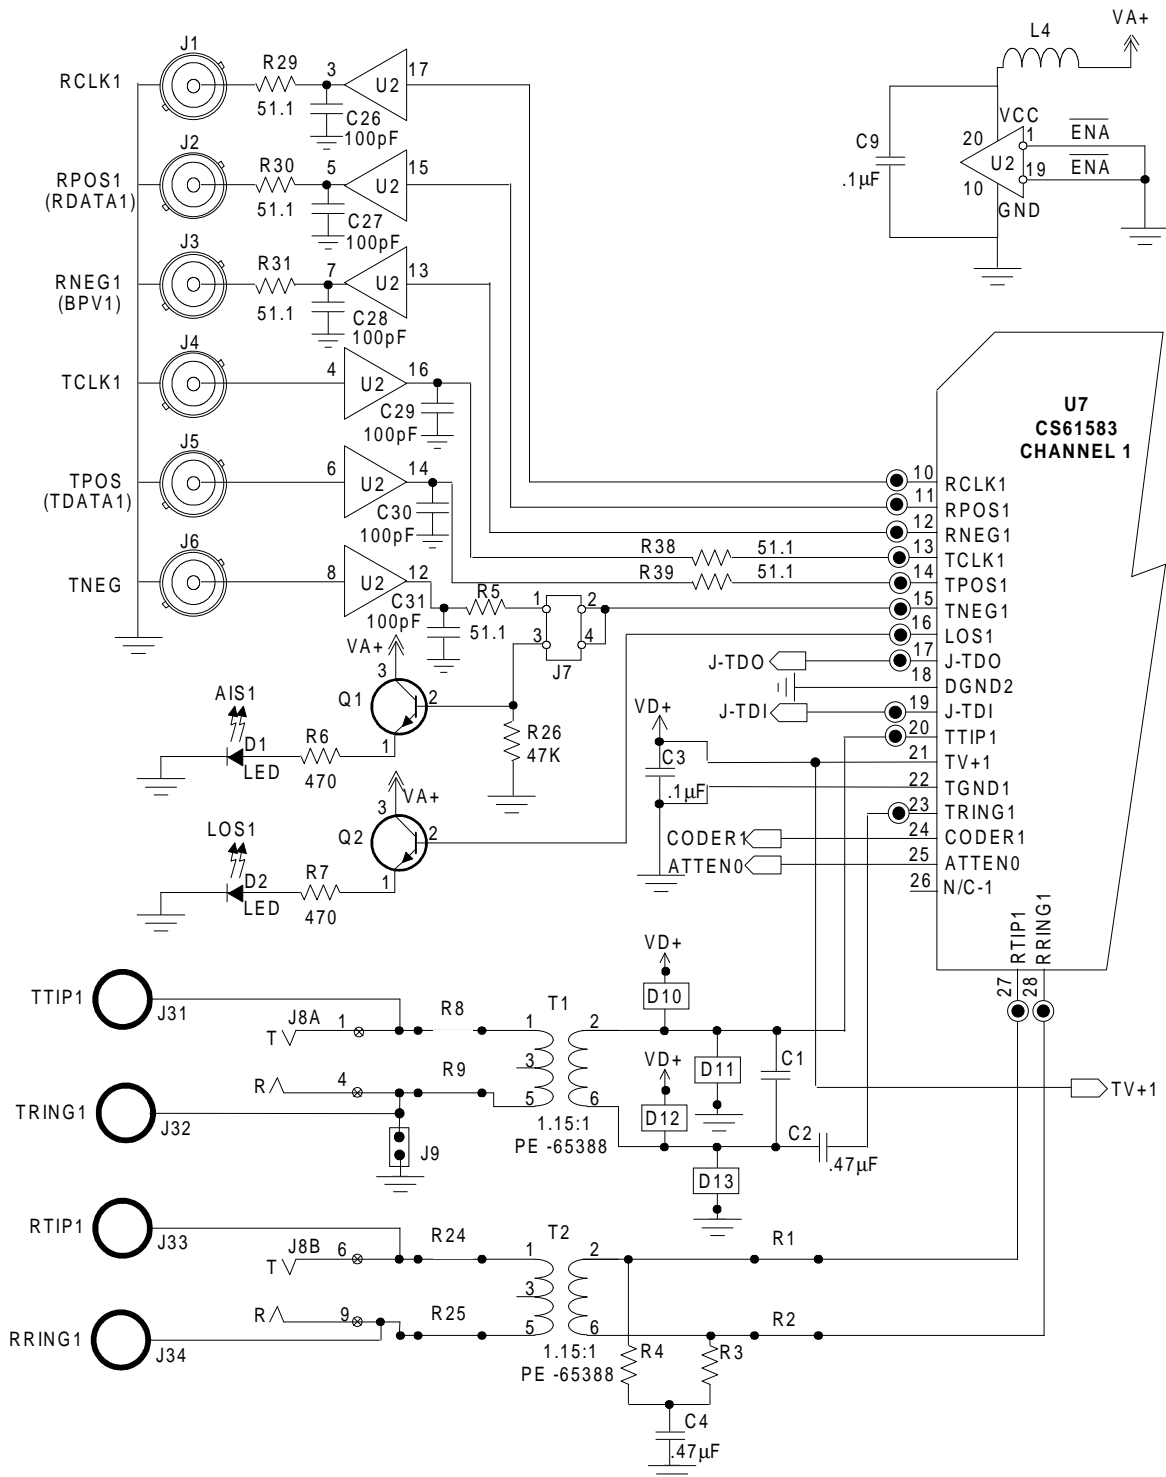 VA+
L4
J1
RCLK1
R29
3
17
U2
51.1
C26
100pF
VCC
20
1
ENA
U2
19
ENA
10
GND
C9
.1µF
J2
RPOS1
(RDATA1)
R30
5
15
U2
51.1
C27
100pF
J3
RNEG1
(BPV1)
R31
7
13
U2
51.1
C28
100pF
J4
TCLK1
4
16
U2
C29
100pF
J5
TPOS
(TDATA1)
6
14
U2
C30
100pF
J6
TNEG
8
12
U2
C31
100pF
R5
51.1
1
2
3
4
J7
R38
51.1
R39
51.1
U7
CS61583
CHANNEL 1
10
RCLK1
11
RPOS1
12
RNEG1
13
TCLK1
14
TPOS1
15
TNEG1
16
LOS1
17
J-TDO
J-TDO
18
DGND2
J-TDI
19
J-TDI
20
TTIP1
21
TV+1
22
TGND1
23
TRING1
CODER1
24
CODER1
ATTEN0
25
ATTEN0
26
N/C-1
RTIP1
RRING1
27
28
VA+
3
Q1
2
1
AIS1
D1
LED
R6
470
R26
47K
VD+
C3
.1µF
VA+
3
Q2
2
1
LOS1
D2
LED
R7
470
TTIP1
J31
T
J8A
1
R8
T1
1
2
3
5
6
1.15:1
PE -65388
R
4
R9
TRING1
J32
J9
VD+
D10
VD+
D11
D12
D13
C1
C2
.47µF
TV+1
RTIP1
J33
T
J8B
6
R24
T2
1
2
3
5
6
1.15:1
PE -65388
R
9
R25
RRING1
J34
R1
R2
R4
R3
C4
.47µF